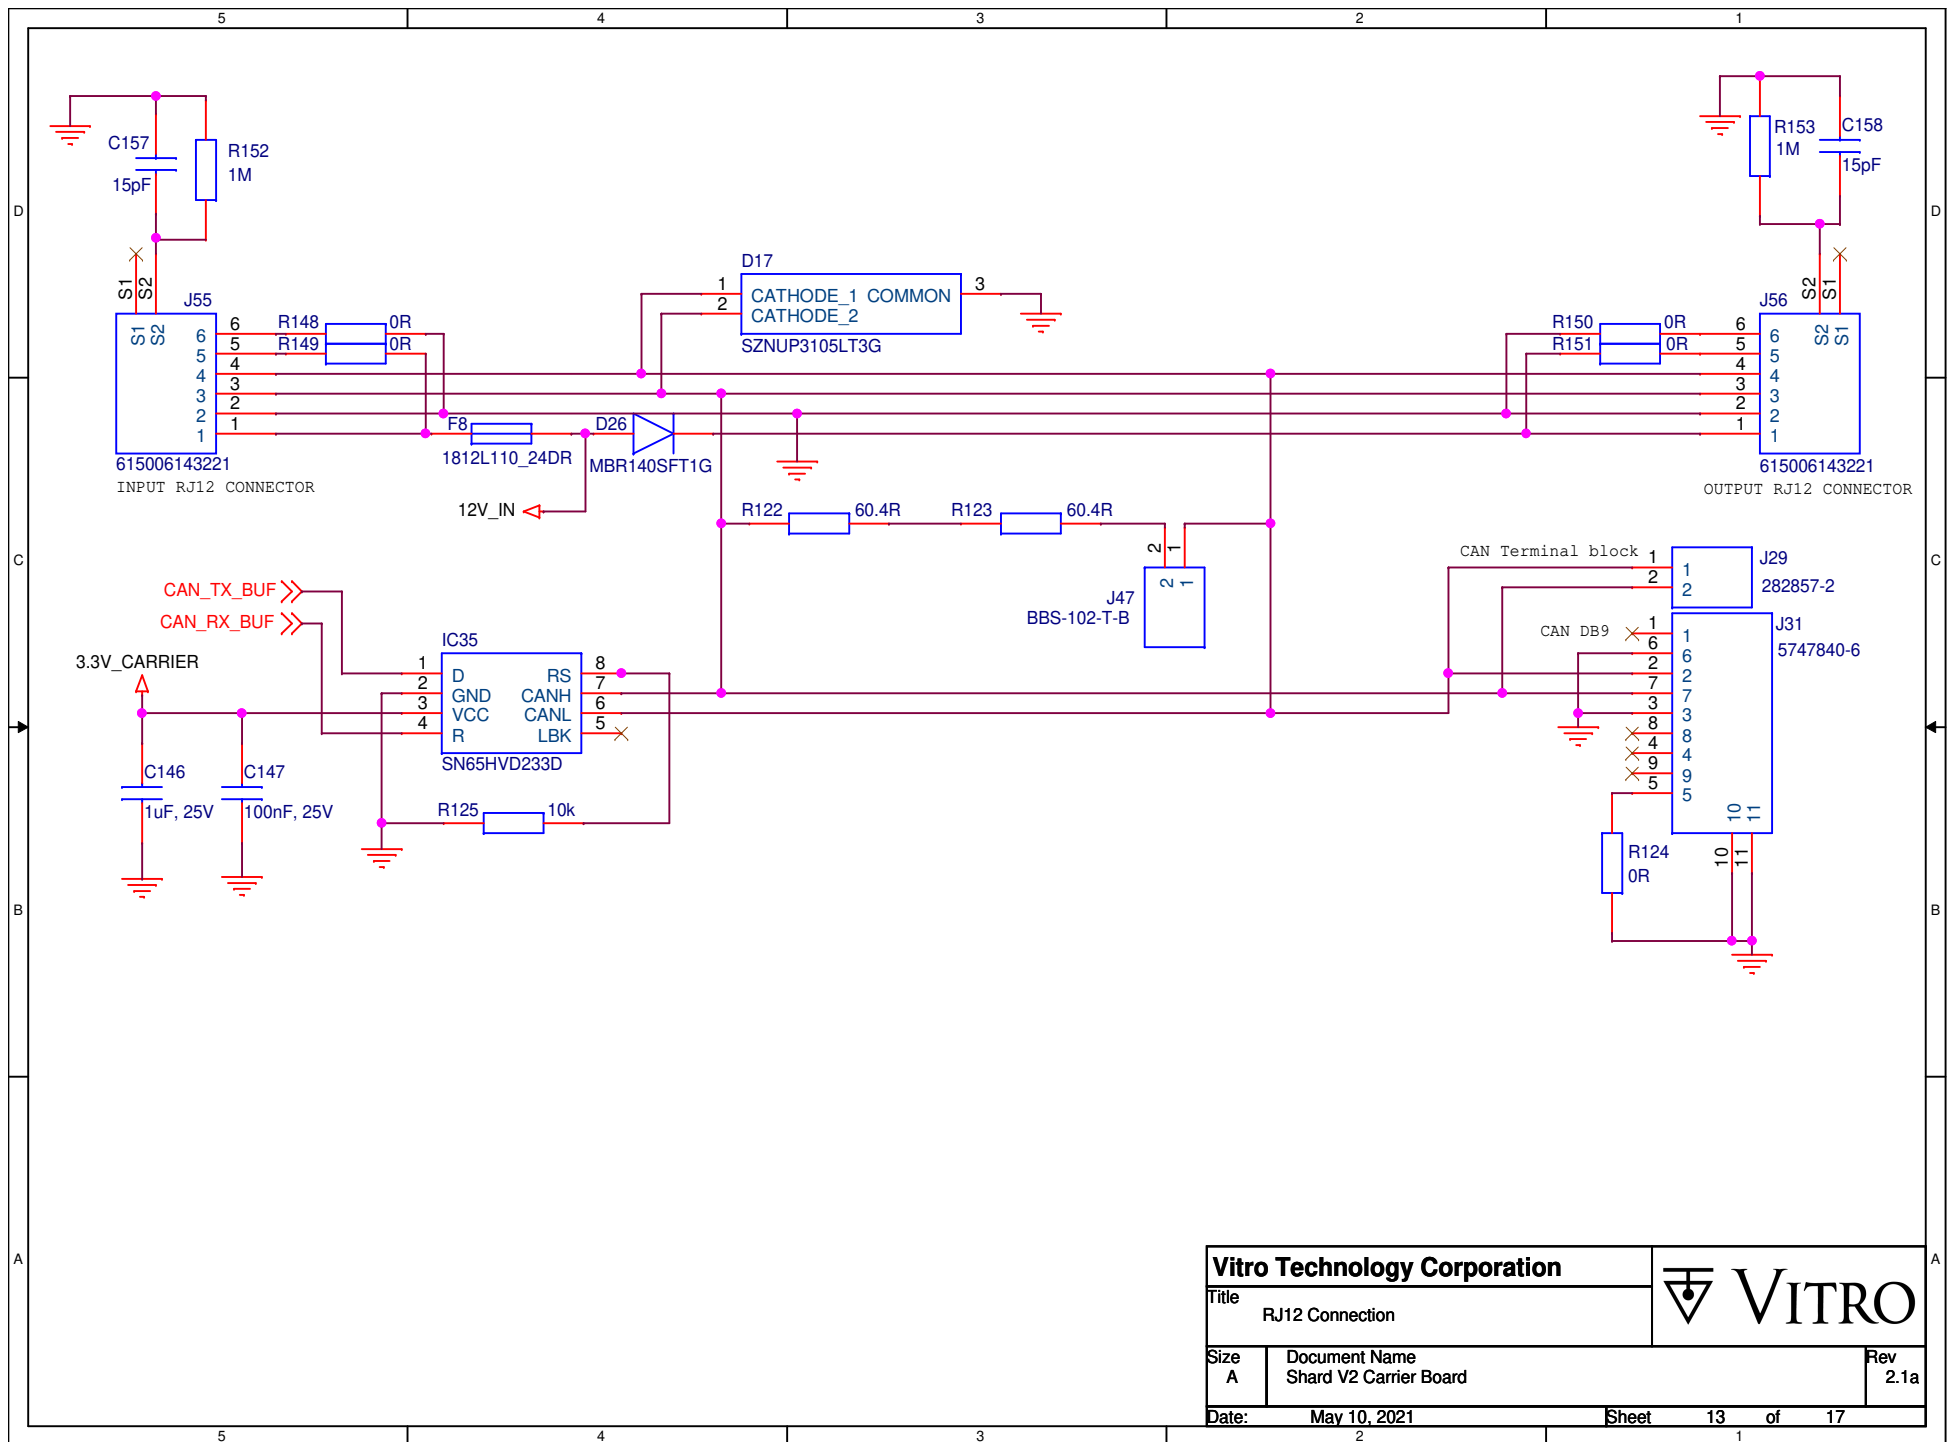 5 4 3 2 1
C157
15pF
R152
1M
R153
1M
C158
15pF
D D
S1
S2
S2
S1
J55
S1
S2
6 6
5 5
4 4
3 3
2 2
1 1
615006143221
INPUT RJ12 CONNECTOR
R148 0R
R149 0R
D17
1 CATHODE_1 COMMON 3
2 CATHODE_2
SZNUP3105LT3G
J56
S2
S1
R150 0R
R151 0R
6 6
5 5
4 4
3 3
2 2
1 1
615006143221
OUTPUT RJ12 CONNECTOR
F8
1812L110_24DR
D26
MBR140SFT1G
12V_IN
R122 60.4R R123 60.4R
2 1
2 1
J47
BBS-102-T-B
C C
CAN Terminal block
1 1
2 2
J29
282857-2
CAN DB9
J31
5747840-6
1 1
6 6
2 2
7 7
3 3
8 8
4 4
9 9
5 5
10 11
10 11
R124
0R
CAN_TX_BUF
CAN_RX_BUF
3.3V_CARRIER
IC35
1 D RS 8
2 GND CANH 7
3 VCC CANL 6
4 R LBK 5
SN65HVD233D
C146
1uF, 25V
C147
100nF, 25V
R125 10k
B B
A A
Vitro Technology Corporation
VITRO
Title
RJ12 Connection
Size
A
Document Name
Shard V2 Carrier Board
Rev
2.1a
Date: May 10, 2021 Sheet 13 of 17
5 4 3 2 1